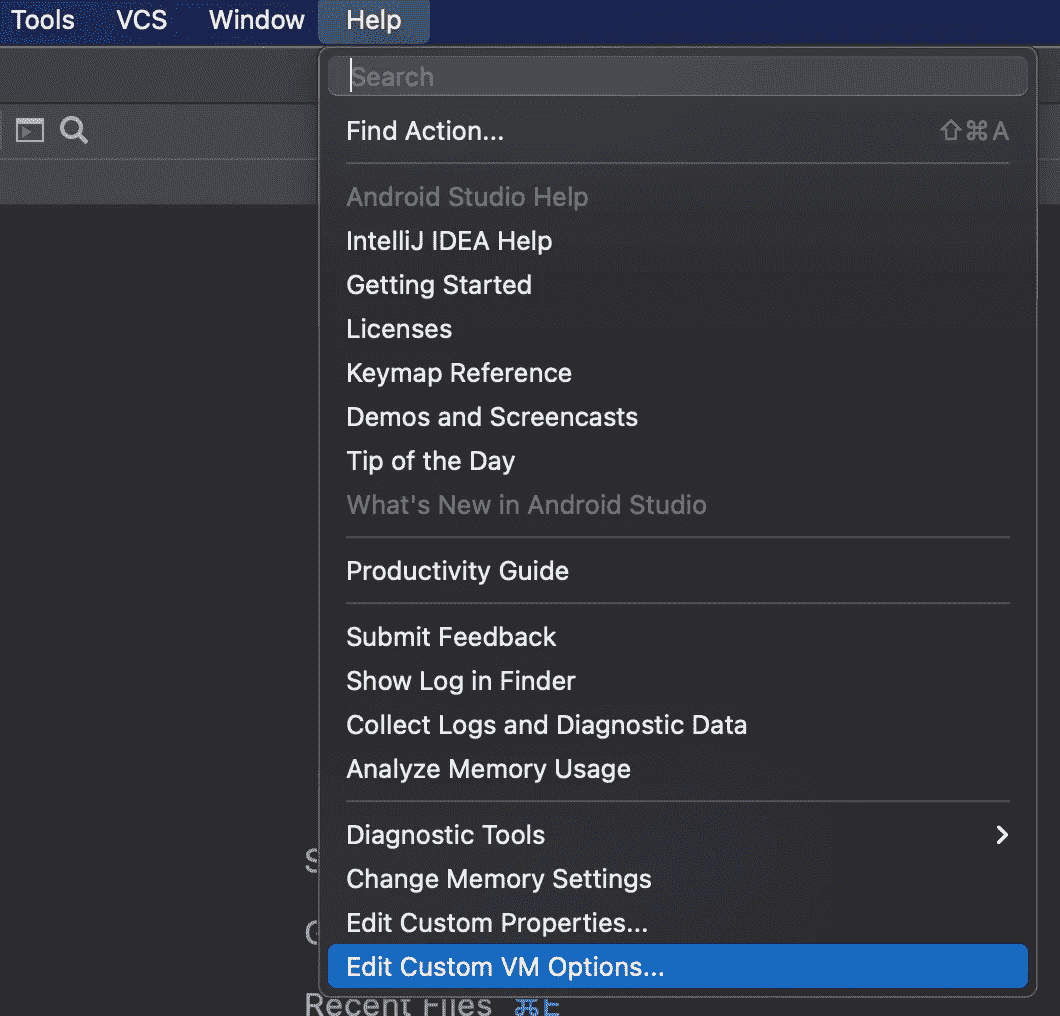 Tools VCS Window Help
Search
Find Action... ⇧⌘A
Android Studio Help
IntelliJ IDEA Help
Getting Started
Licenses
Keymap Reference
Demos and Screencasts
Tip of the Day
What's New in Android Studio
Productivity Guide
Submit Feedback
Show Log in Finder
Collect Logs and Diagnostic Data
Analyze Memory Usage
Diagnostic Tools
Change Memory Settings
Edit Custom Properties...
Edit Custom VM Options...
Recent Files ⌘E